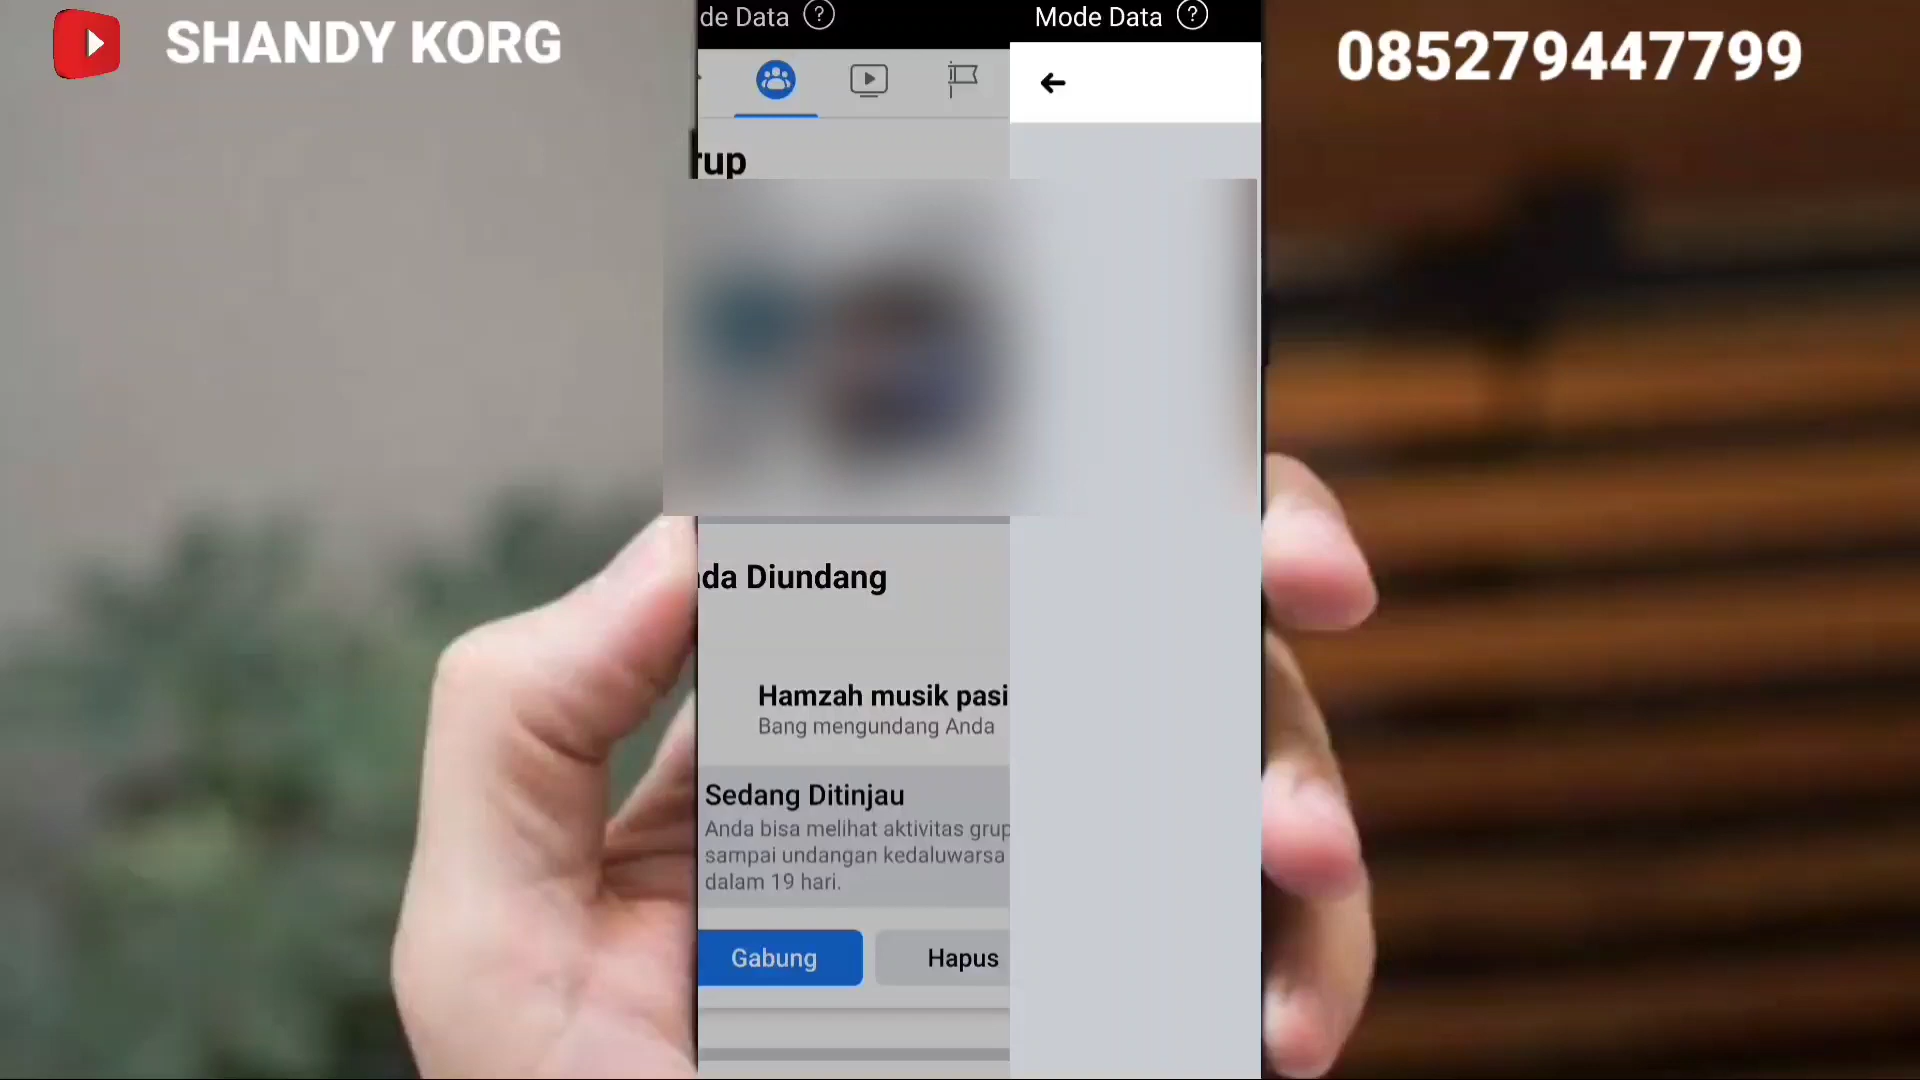 SHANDY KORG
de Data ?
Mode Data ?
085279447799
rup
da Diundang
Hamzah musik pasi
Bang mengundang Anda
Sedang Ditinjau
Anda bisa melihat aktivitas grup
sampai undangan kedaluwarsa
dalam 19 hari.
Gabung
Hapus